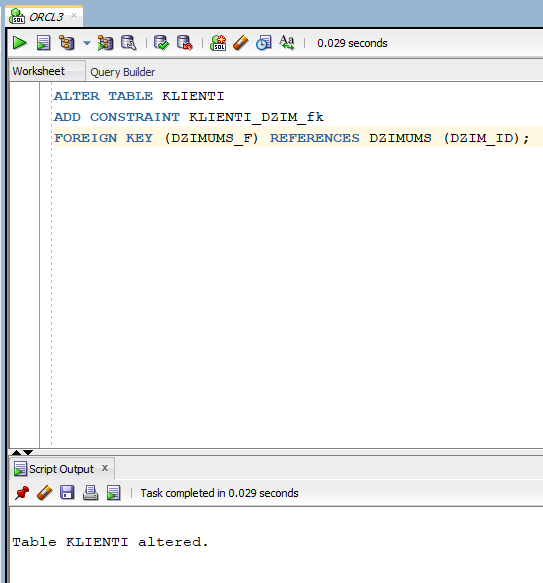 ORCL3
0.029 seconds
Worksheet Query Builder
ALTER TABLE KLIENTI
ADD CONSTRAINT KLIENTI_DZIM_fk
FOREIGN KEY (DZIMUMS_F) REFERENCES DZIMUMS (DZIM_ID);
Script Output x
Task completed in 0.029 seconds
Table KLIENTI altered.